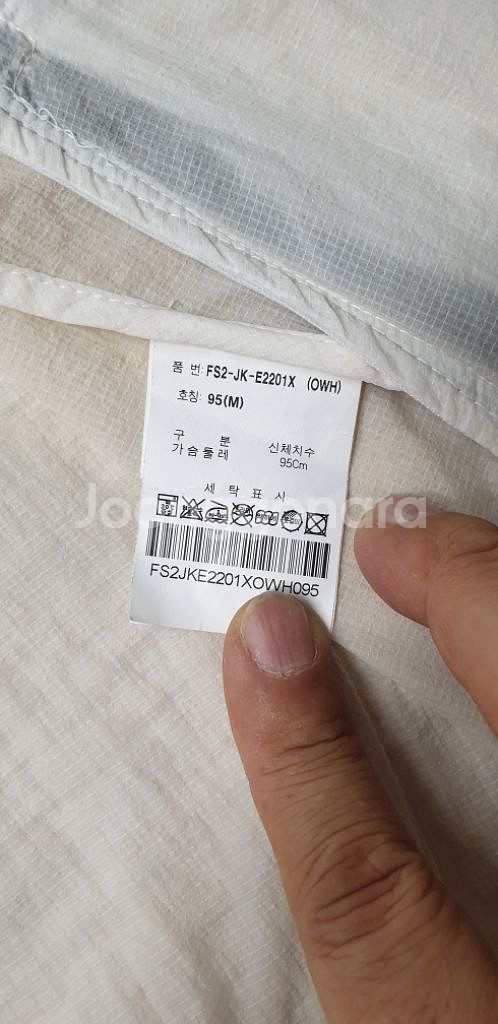 품 번: FS2-JK-E2201X (OWH)
호칭: 95(M)
구 분 신체치수
가슴둘레 95Cm
세 탁 표 시
FS2JKE2201XOWH095